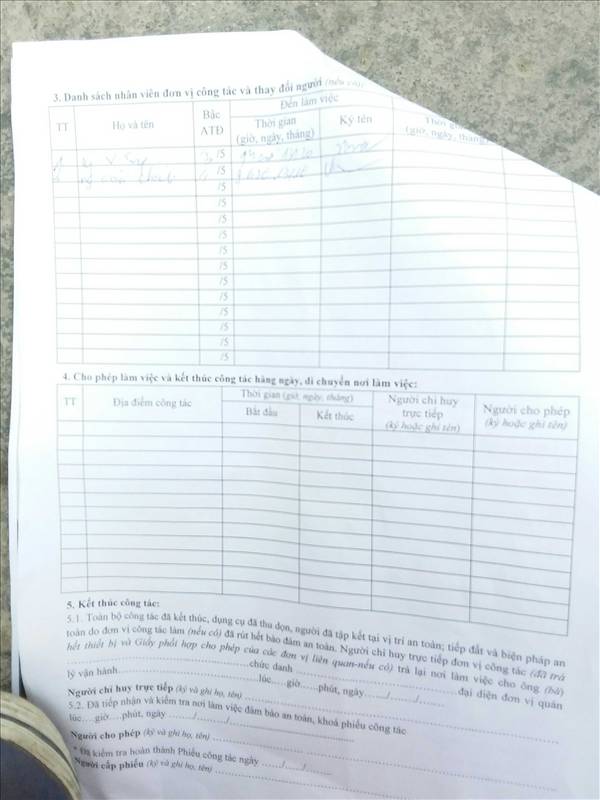 3. Danh sách nhân viên đơn vị công tác và thay đổi người (nếu có):
TT Họ và tên Bậc ATĐ Đến làm việc
Thời gian (giờ, ngày, tháng) Ký tên Thời (giờ, ngày, tháng)
1 /5
2 /5
/5
/5
/5
/5
/5
/5
/5
/5
/5
/5
/5
/5
4. Cho phép làm việc và kết thúc công tác hàng ngày, di chuyển nơi làm việc:
TT Địa điểm công tác Thời gian (giờ, ngày, tháng) Người chỉ huy trực tiếp (ký hoặc ghi tên) Người cho phép (ký hoặc ghi tên)
Bắt đầu Kết thúc
5. Kết thúc công tác:
5.1. Toàn bộ công tác đã kết thúc, dụng cụ đã thu dọn, người đã tập kết tại vị trí an toàn; tiếp đất và biện pháp an
toàn do đơn vị công tác làm (nếu có) đã rút hết bảo đảm an toàn. Người chỉ huy trực tiếp đơn vị công tác (đã trả
hết thiết bị và Giấy phối hợp cho phép của các đơn vị liên quan-nếu có) trả lại nơi làm việc cho ông (bà)
chức danh đại diện đơn vị quản
lý vận hành lúc....giờ....phút, ngày..../..../....
Người chỉ huy trực tiếp (ký và ghi họ, tên)
5.2. Đã tiếp nhận và kiểm tra nơi làm việc đảm bảo an toàn, khoá phiếu công tác
lúc....giờ....phút, ngày..../..../....
Người cho phép (ký và ghi họ, tên)
* Đã kiểm tra hoàn thành Phiếu công tác ngày..../..../....
Người cấp phiếu (ký và ghi họ, tên)